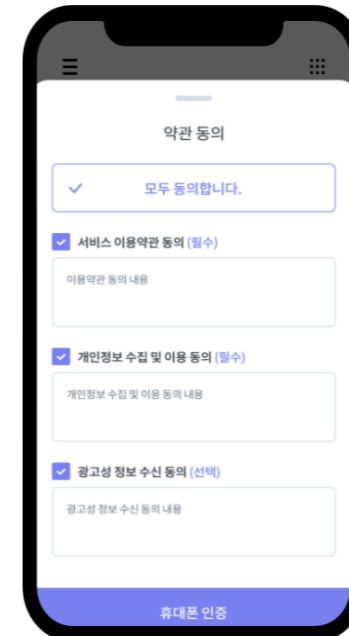 약관 동의
모두 동의합니다.
서비스 이용약관 동의 (필수)
이용약관 동의 내용
개인정보 수집 및 이용 동의 (필수)
개인정보 수집 및 이용 동의 내용
광고성 정보 수신 동의 (선택)
광고성 정보 수신 동의 내용
휴대폰 인증